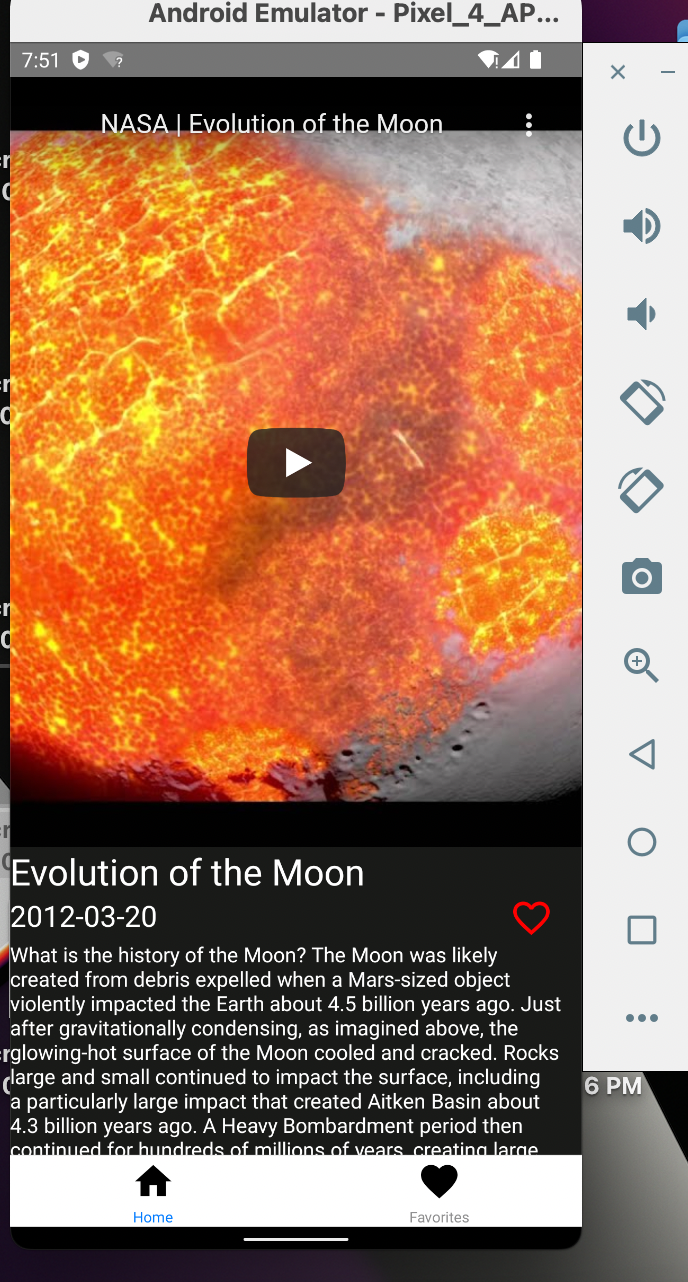 Android Emulator - Pixel_4_AP...
7:51
?
!
NASA | Evolution of the Moon
Evolution of the Moon
2012-03-20
What is the history of the Moon? The Moon was likely
created from debris expelled when a Mars-sized object
violently impacted the Earth about 4.5 billion years ago. Just
after gravitationally condensing, as imagined above, the
glowing-hot surface of the Moon cooled and cracked. Rocks
large and small continued to impact the surface, including
a particularly large impact that created Aitken Basin about
4.3 billion years ago. A Heavy Bombardment period then
continued for hundreds of millions of years, creating large
Home
Favorites
6 PM